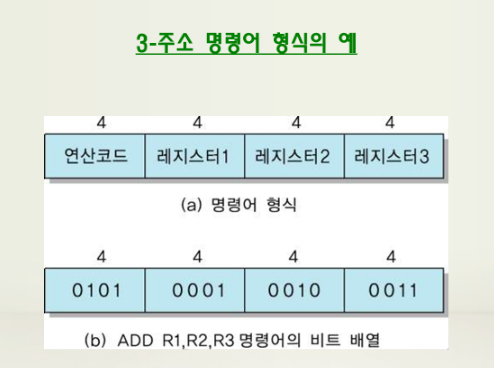 3-주소 명령어 형식의 예
4 4 4 4
연산코드 레지스터1 레지스터2 레지스터3
(a) 명령어 형식
4 4 4 4
0101 0001 0010 0011
(b) ADD R1,R2,R3 명령어의 비트 배열